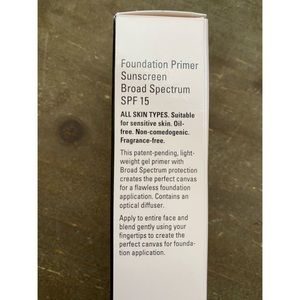 Foundation Primer
Sunscreen
Broad Spectrum
SPF 15
ALL SKIN TYPES. Suitable
for sensitive skin. Oil-
free. Non-comedogenic.
Fragrance-free.
This patent-pending, light-
weight gel primer with
Broad Spectrum protection
creates the perfect canvas
for a flawless foundation
application. Contains an
optical diffuser.
Apply to entire face and
blend gently using your
fingertips to create the
perfect canvas for founda-
tion application.